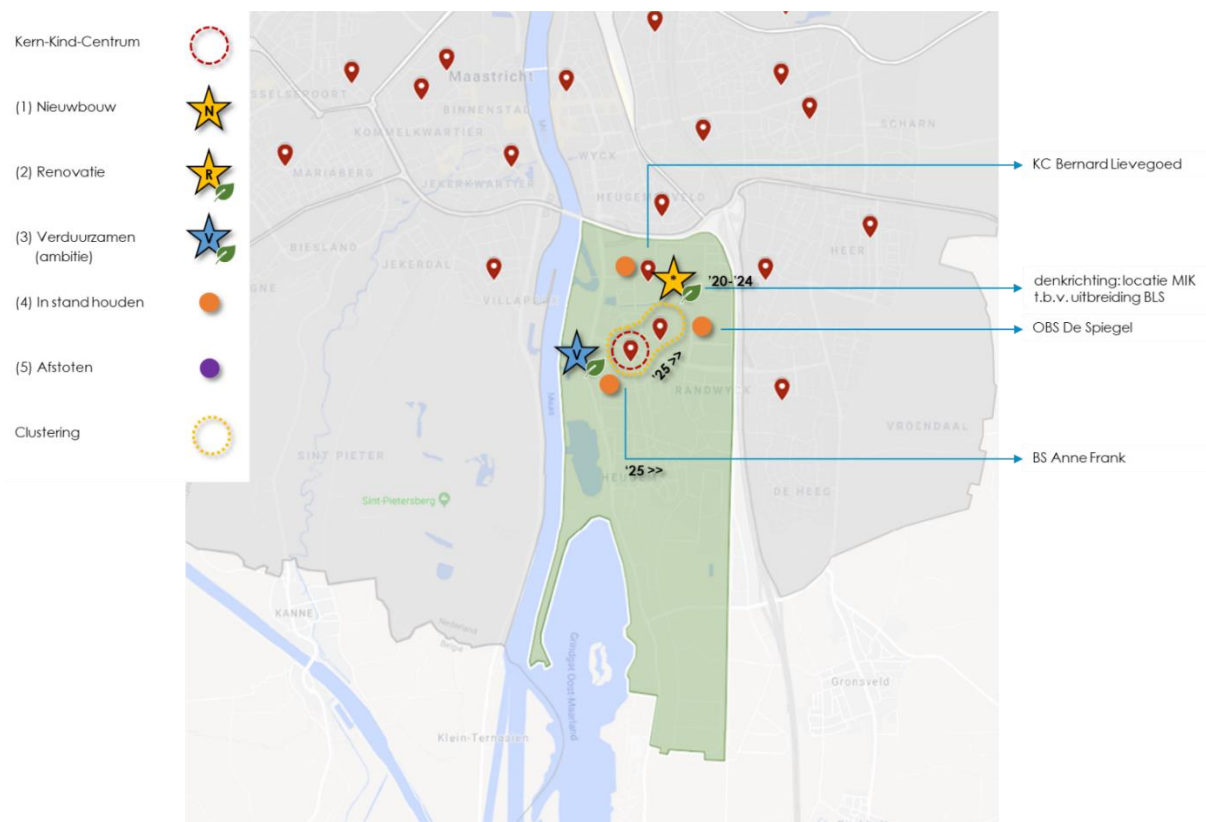 Kern-Kind-Centrum
(1) Nieuwbouw
N
(2) Renovatie
R
(3) Verduurzamen
(ambitie)
V
(4) In stand houden
(5) Afstoten
Clustering
Maastricht
BINNENSTAD
KOMMELKWARTIER
MARIABERG
JEKERKWARTIER
WYCK
SCHARN
BIESLAND
JEKERDAL
VILLAPARK
HEER
KC Bernard Lievegoed
*
'20-'24
denkrichting: locatie MIK
t.b.v. uitbreiding BLS
OBS De Spiegel
V
'25 >>
RANDWYCK
VROENDAAL
Maas
BS Anne Frank
'25 >>
HEUGEM
SINT PIETER
Sint-Pietersberg
DE HEEG
KANNE
Nederland
België
Grindgat Oost-Maarland
Gronsveld
Klein-Ternaaien